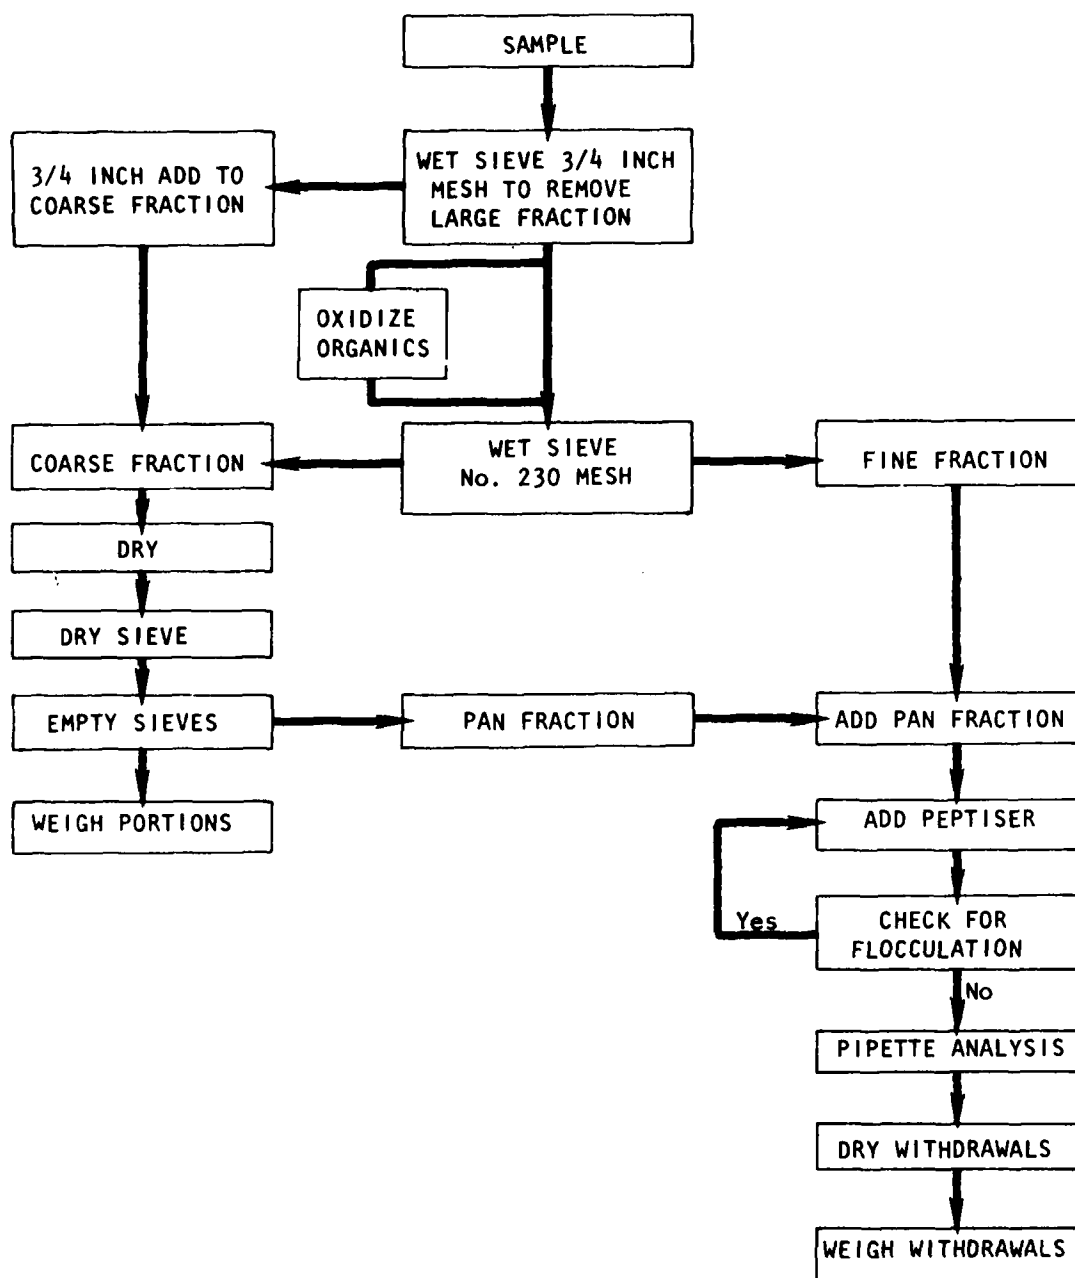 SAMPLE
WET SIEVE 3/4 INCH
MESH TO REMOVE
LARGE FRACTION
3/4 INCH ADD TO
COARSE FRACTION
OXIDIZE
ORGANICS
COARSE FRACTION
WET SIEVE
No. 230 MESH
FINE FRACTION
DRY
DRY SIEVE
EMPTY SIEVES
PAN FRACTION
ADD PAN FRACTION
WEIGH PORTIONS
ADD PEPTISER
Yes
CHECK FOR
FLOCCULATION
No
PIPETTE ANALYSIS
DRY WITHDRAWALS
WEIGH WITHDRAWALS